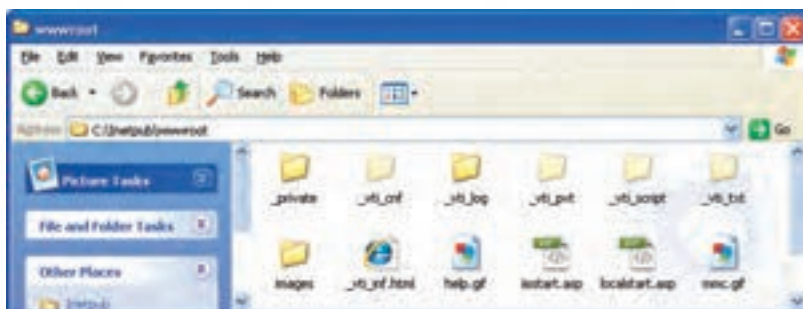 wwwroot
File Edit View Favorites Tools Help
Back Search Folders
Address C:\Inetpub\wwwroot Go
Picture Tasks
File and Folder Tasks
Other Places
Inetpub
_private _vti_cnf _vti_log _vti_pvt _vti_script _vti_txt
images _vti_inf.html help.gif iisstart.asp localstart.asp mmc.gif